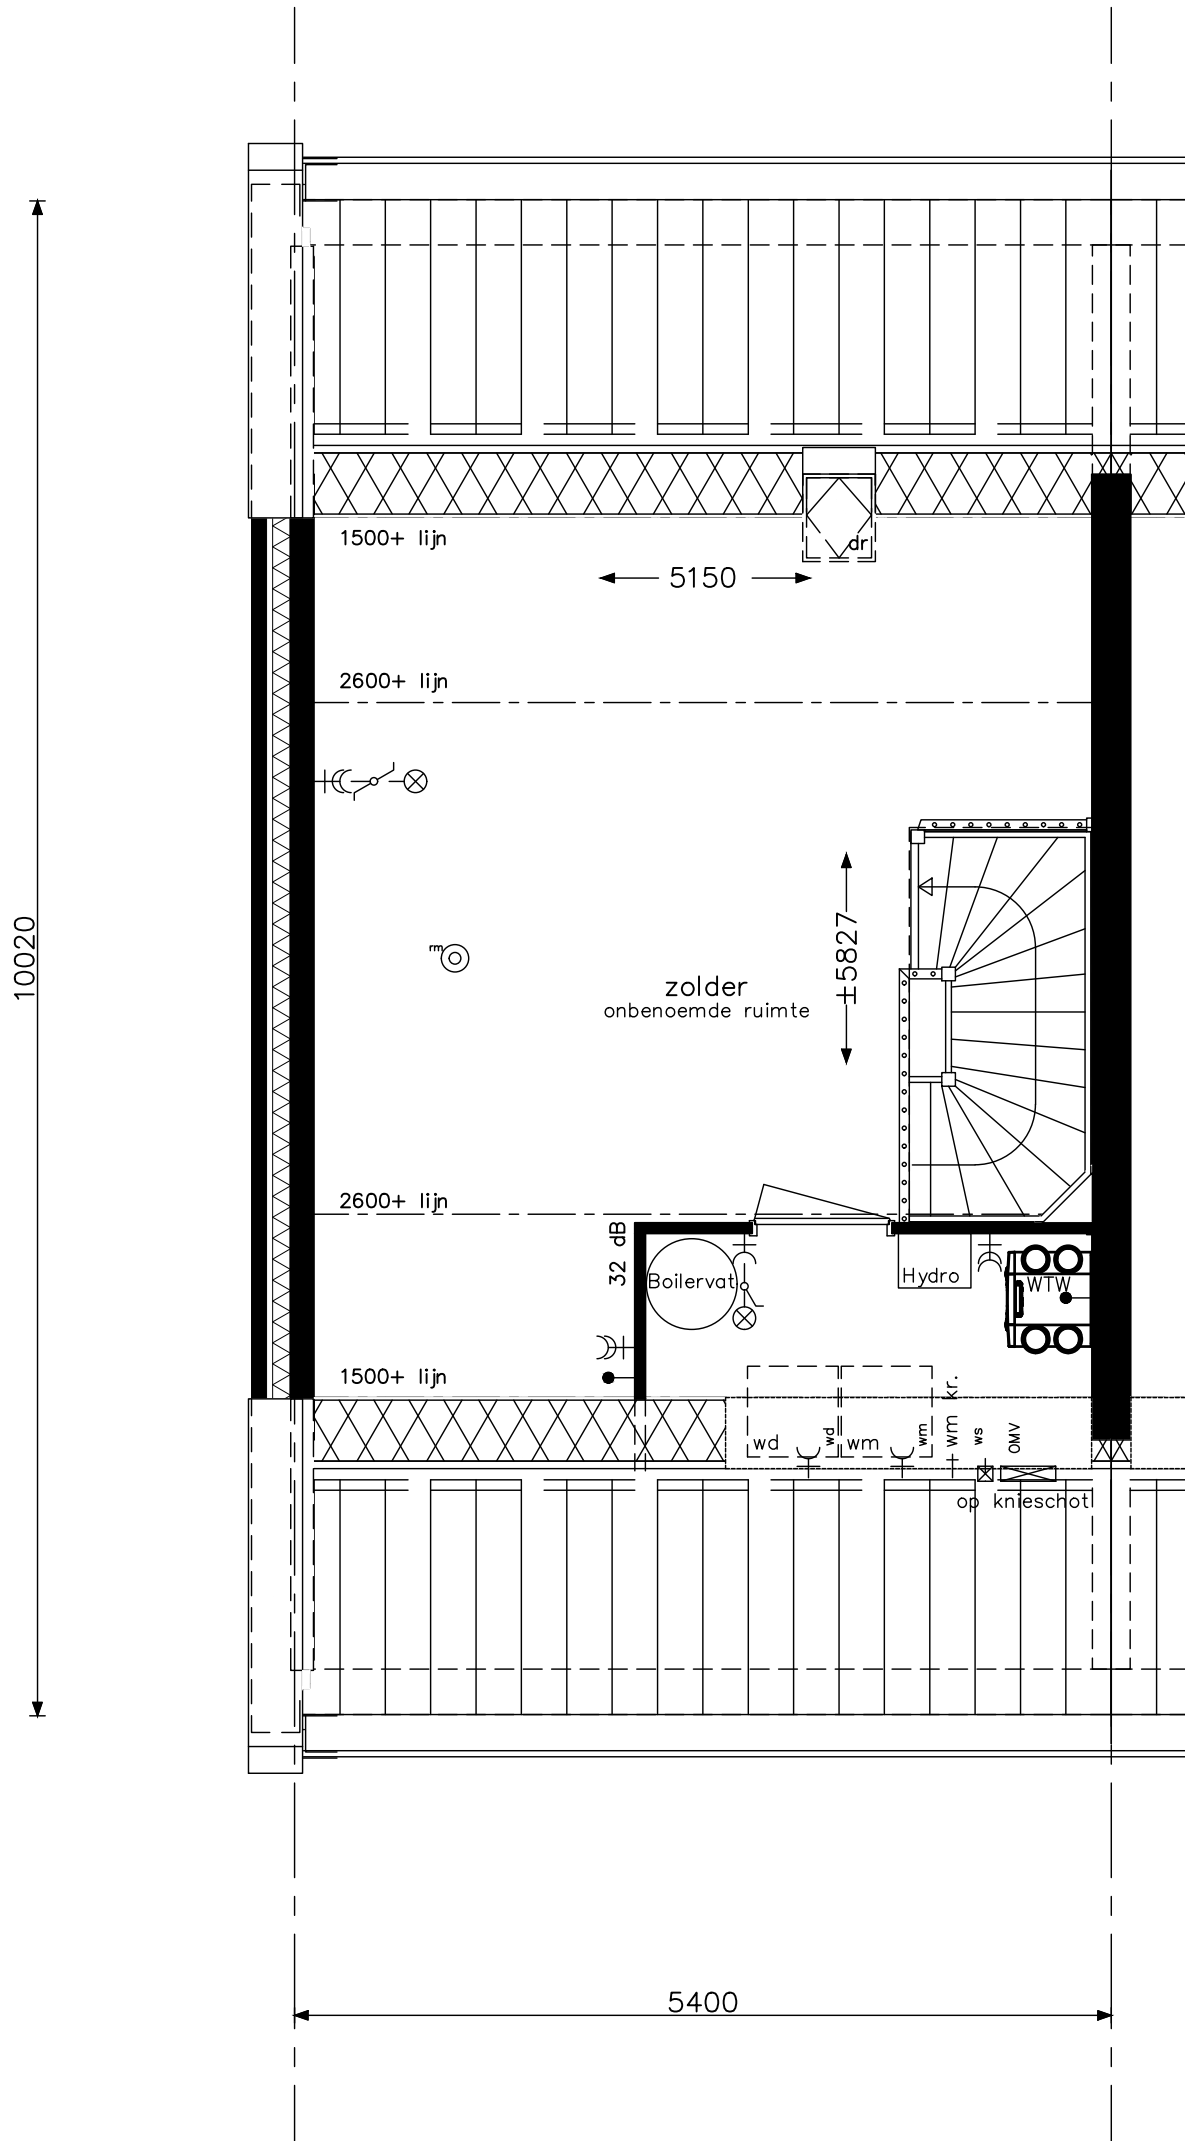 1500+ lijn
dr
5150
2600+ lijn
10020
±5827
rm
zolder
onbenoemde ruimte
2600+ lijn
32 dB
Boilervat
Hydro
WTW
1500+ lijn
wd
wd
wm
wm
wm kr.
ws
OMV
op knieschot
5400